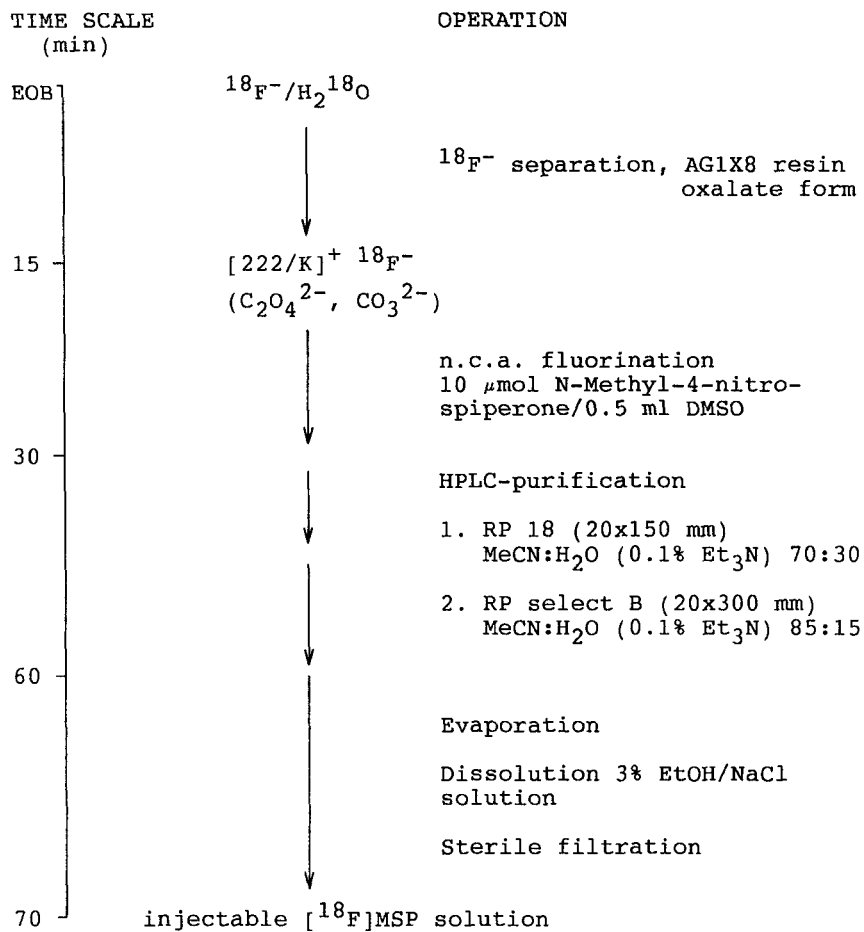 TIME SCALE OPERATION
(min)
EOB ¹⁸F⁻/H₂¹⁸O
¹⁸F⁻ separation, AG1X8 resin
oxalate form
15 [222/K]⁺ ¹⁸F⁻
(C₂O₄²⁻, CO₃²⁻)
n.c.a. fluorination
10 μmol N-Methyl-4-nitro-
spiperone/0.5 ml DMSO
30
HPLC-purification
1. RP 18 (20x150 mm)
MeCN:H₂O (0.1% Et₃N) 70:30
2. RP select B (20x300 mm)
MeCN:H₂O (0.1% Et₃N) 85:15
60
Evaporation
Dissolution 3% EtOH/NaCl
solution
Sterile filtration
70 injectable [¹⁸F]MSP solution